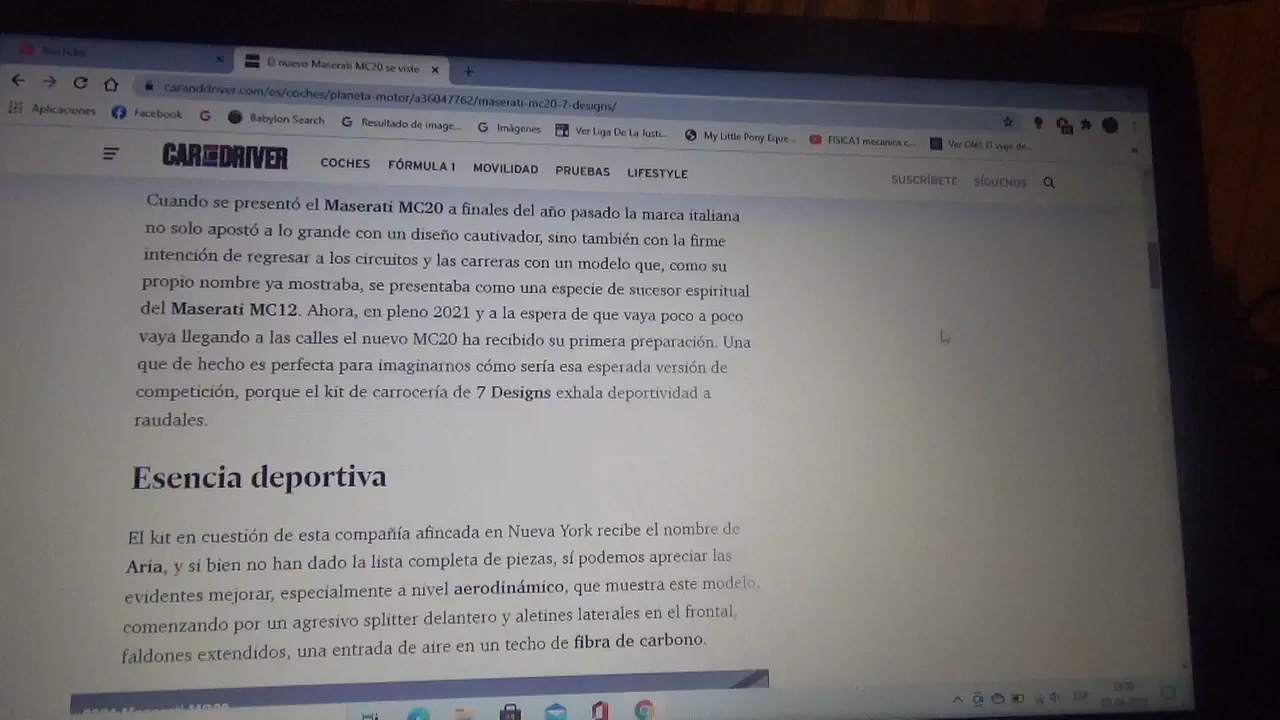 YouTube
El nuevo Maserati MC20 se viste
caranddriver.com/es/coches/planeta-motor/a36047762/maserati-mc20-7-designs/
Aplicaciones Facebook Babylon Search Resultado de image... Imágenes Ver Liga De La Justi... My Little Pony Eque... FISICA1 mecanica c...
CAR DRIVER COCHES FÓRMULA 1 MOVILIDAD PRUEBAS LIFESTYLE SUSCRÍBETE SÍGUENOS
Cuando se presentó el Maserati MC20 a finales del año pasado la marca italiana
no solo apostó a lo grande con un diseño cautivador, sino también con la firme
intención de regresar a los circuitos y las carreras con un modelo que, como su
propio nombre ya mostraba, se presentaba como una especie de sucesor espiritual
del Maserati MC12. Ahora, en pleno 2021 y a la espera de que vaya poco a poco
vaya llegando a las calles el nuevo MC20 ha recibido su primera preparación. Una
que de hecho es perfecta para imaginarnos cómo sería esa esperada versión de
competición, porque el kit de carrocería de 7 Designs exhala deportividad a
raudales.
Esencia deportiva
El kit en cuestión de esta compañía afincada en Nueva York recibe el nombre de
Aria, y si bien no han dado la lista completa de piezas, sí podemos apreciar las
evidentes mejorar, especialmente a nivel aerodinámico, que muestra este modelo,
comenzando por un agresivo splitter delantero y aletines laterales en el frontal,
faldones extendidos, una entrada de aire en un techo de fibra de carbono.
ESP